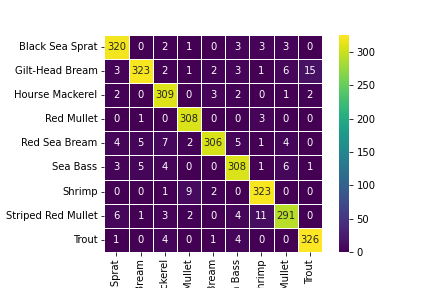 Black Sea Sprat 320 0 2 1 0 3 3 3 0
Gilt-Head Bream 3 323 2 1 2 3 1 6 15
Hourse Mackerel 2 0 309 0 3 2 0 1 2
Red Mullet 0 1 0 308 0 0 3 0 0
Red Sea Bream 4 5 7 2 306 5 1 4 0
Sea Bass 3 5 4 0 0 308 1 6 1
Shrimp 0 0 1 9 2 0 323 0 0
Striped Red Mullet 6 1 3 2 0 4 11 291 0
Trout 1 0 4 0 1 4 0 0 326
Sprat
Bream
ckerel
Mullet
Bream
Bass
hrimp
Mullet
Trout
300
250
200
150
100
50
0